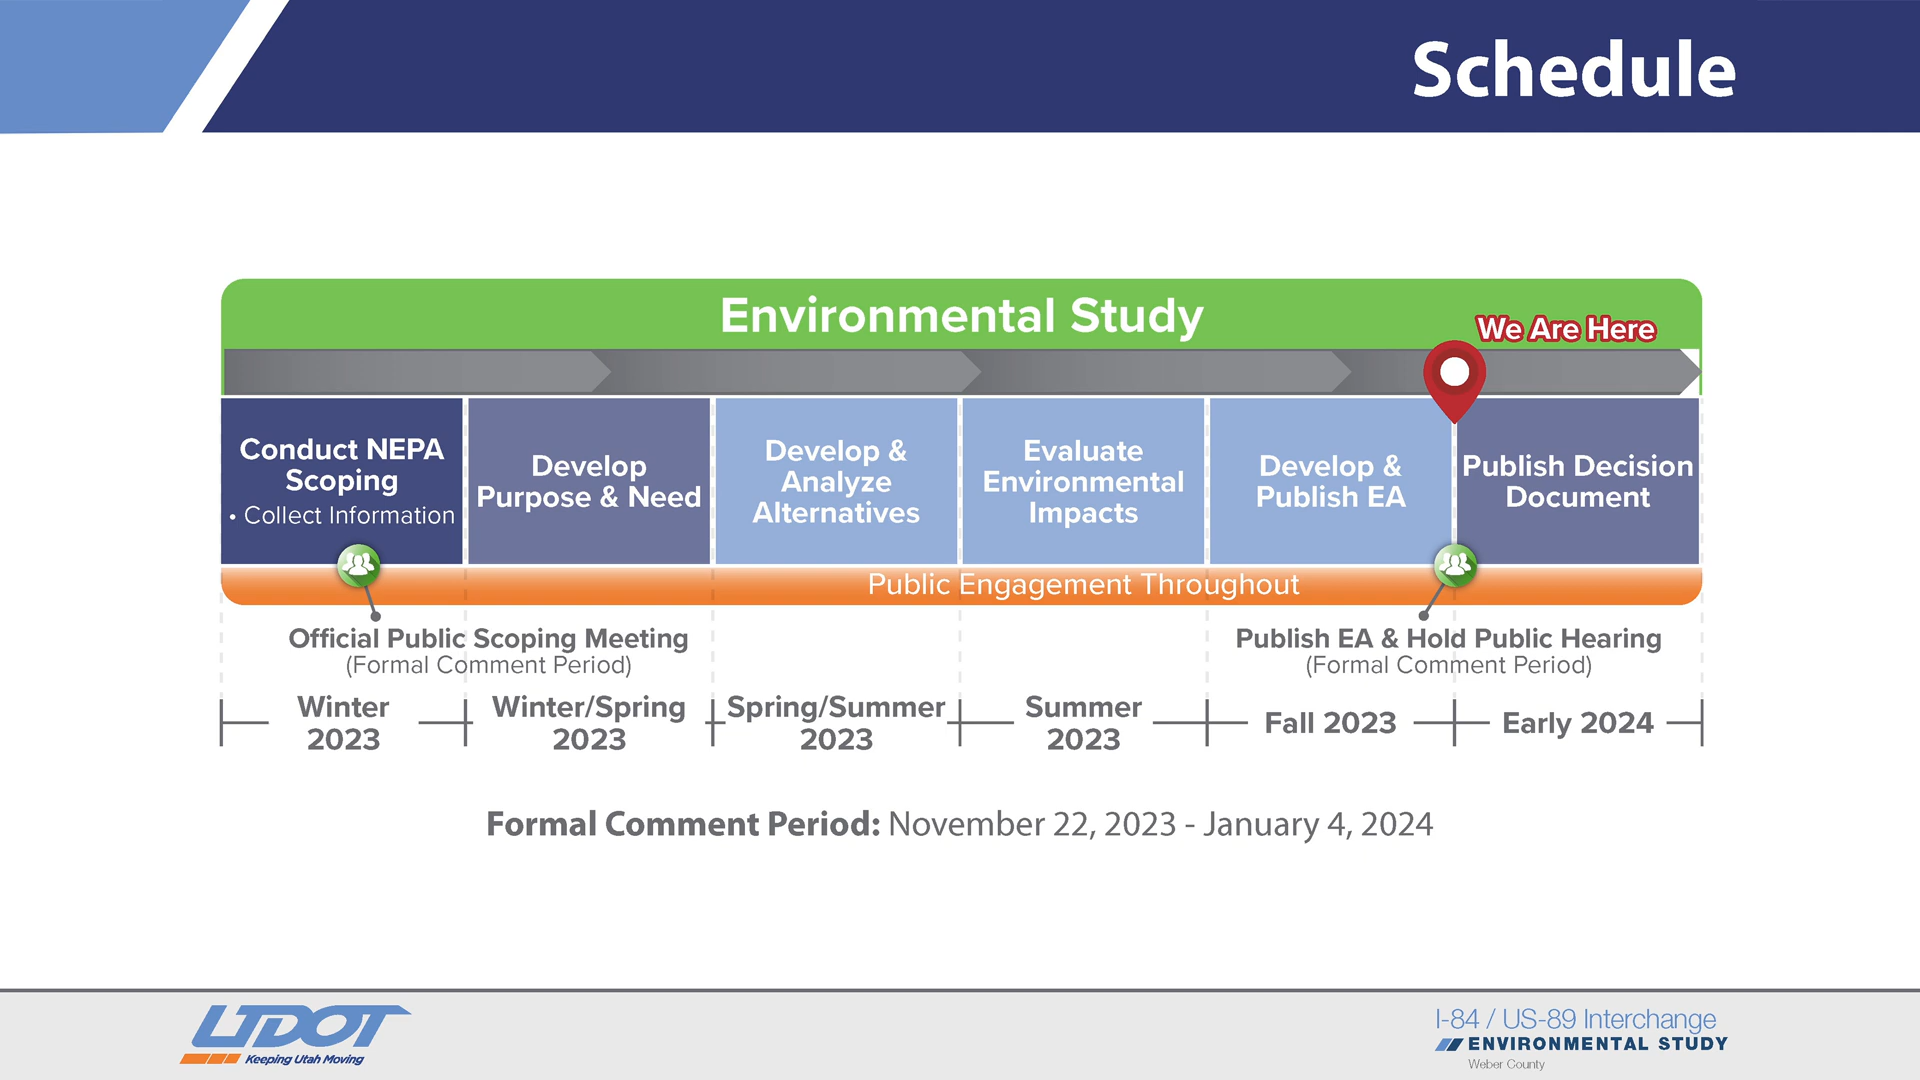 Schedule
Environmental Study
We Are Here
Conduct NEPA
Scoping
• Collect Information
Develop
Purpose & Need
Develop &
Analyze
Alternatives
Evaluate
Environmental
Impacts
Develop &
Publish EA
Publish Decision
Document
Public Engagement Throughout
Official Public Scoping Meeting
(Formal Comment Period)
Publish EA & Hold Public Hearing
(Formal Comment Period)
Winter
2023
Winter/Spring
2023
Spring/Summer
2023
Summer
2023
Fall 2023
Early 2024
Formal Comment Period: November 22, 2023 - January 4, 2024
UDOT
Keeping Utah Moving
I-84 / US-89 Interchange
ENVIRONMENTAL STUDY
Weber County